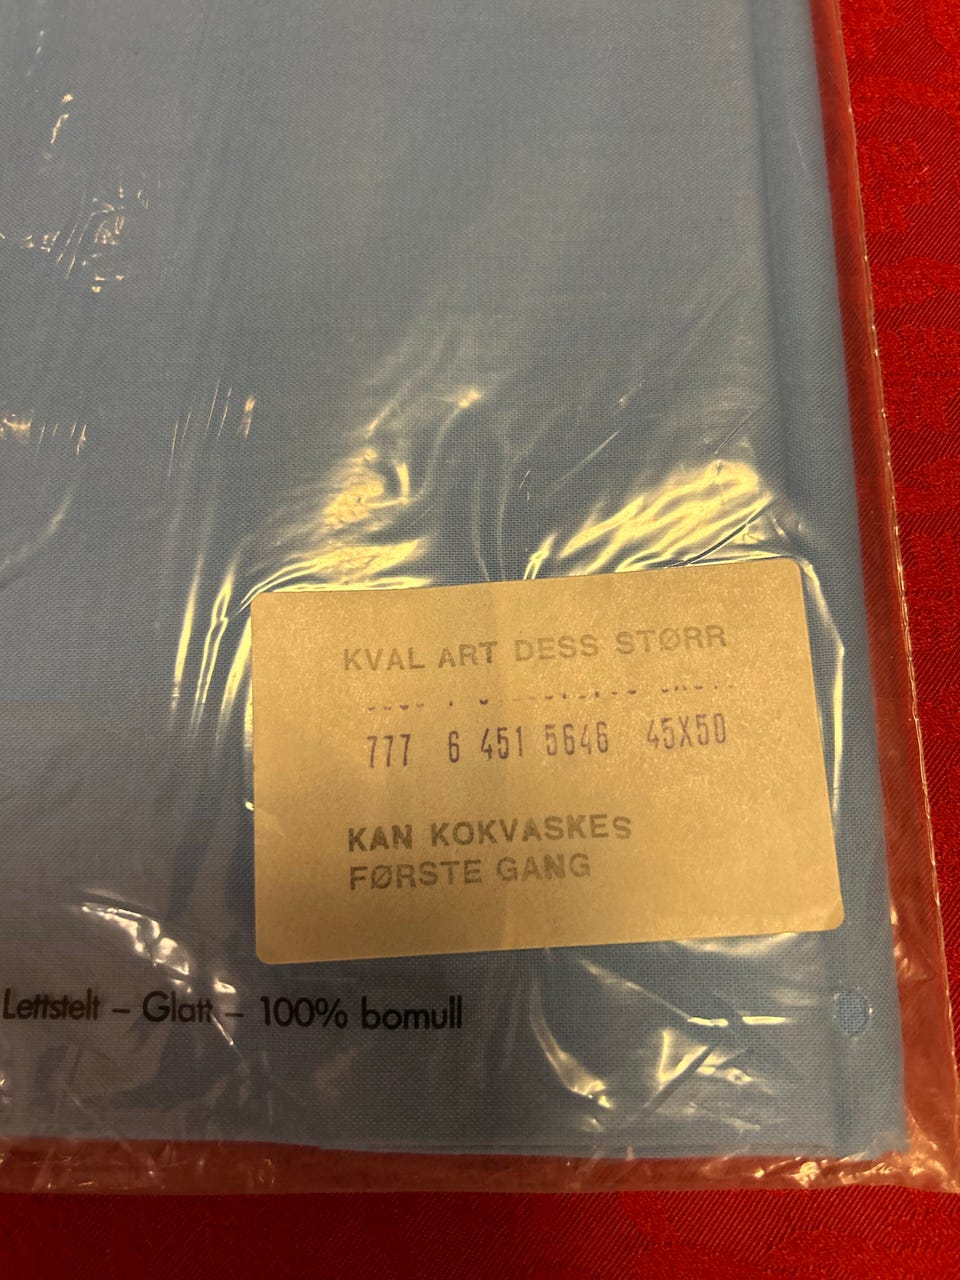 KVAL ART DESS STØRR
777 6 451 5646 45X50
KAN KOKVASKES
FØRSTE GANG
Lettstelt – Glatt – 100% bomull